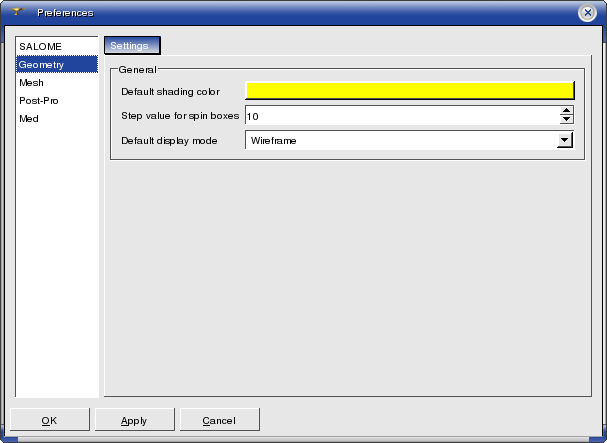 Preferences
SALOME
Geometry
Mesh
Post-Pro
Med
Settings
General
Default shading color
Step value for spin boxes 10
Default display mode Wireframe
OK Apply Cancel